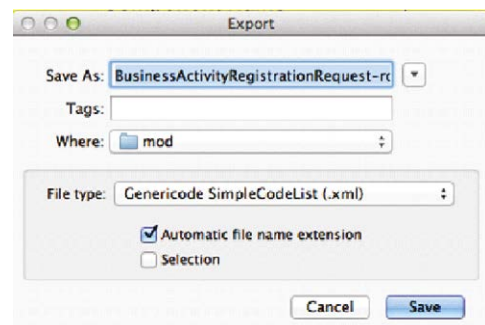 Export
Save As: BusinessActivityRegistrationRequest-rc
Tags:
Where: mod
File type: Genericode SimpleCodeList (.xml)
Automatic file name extension
Selection
Cancel Save